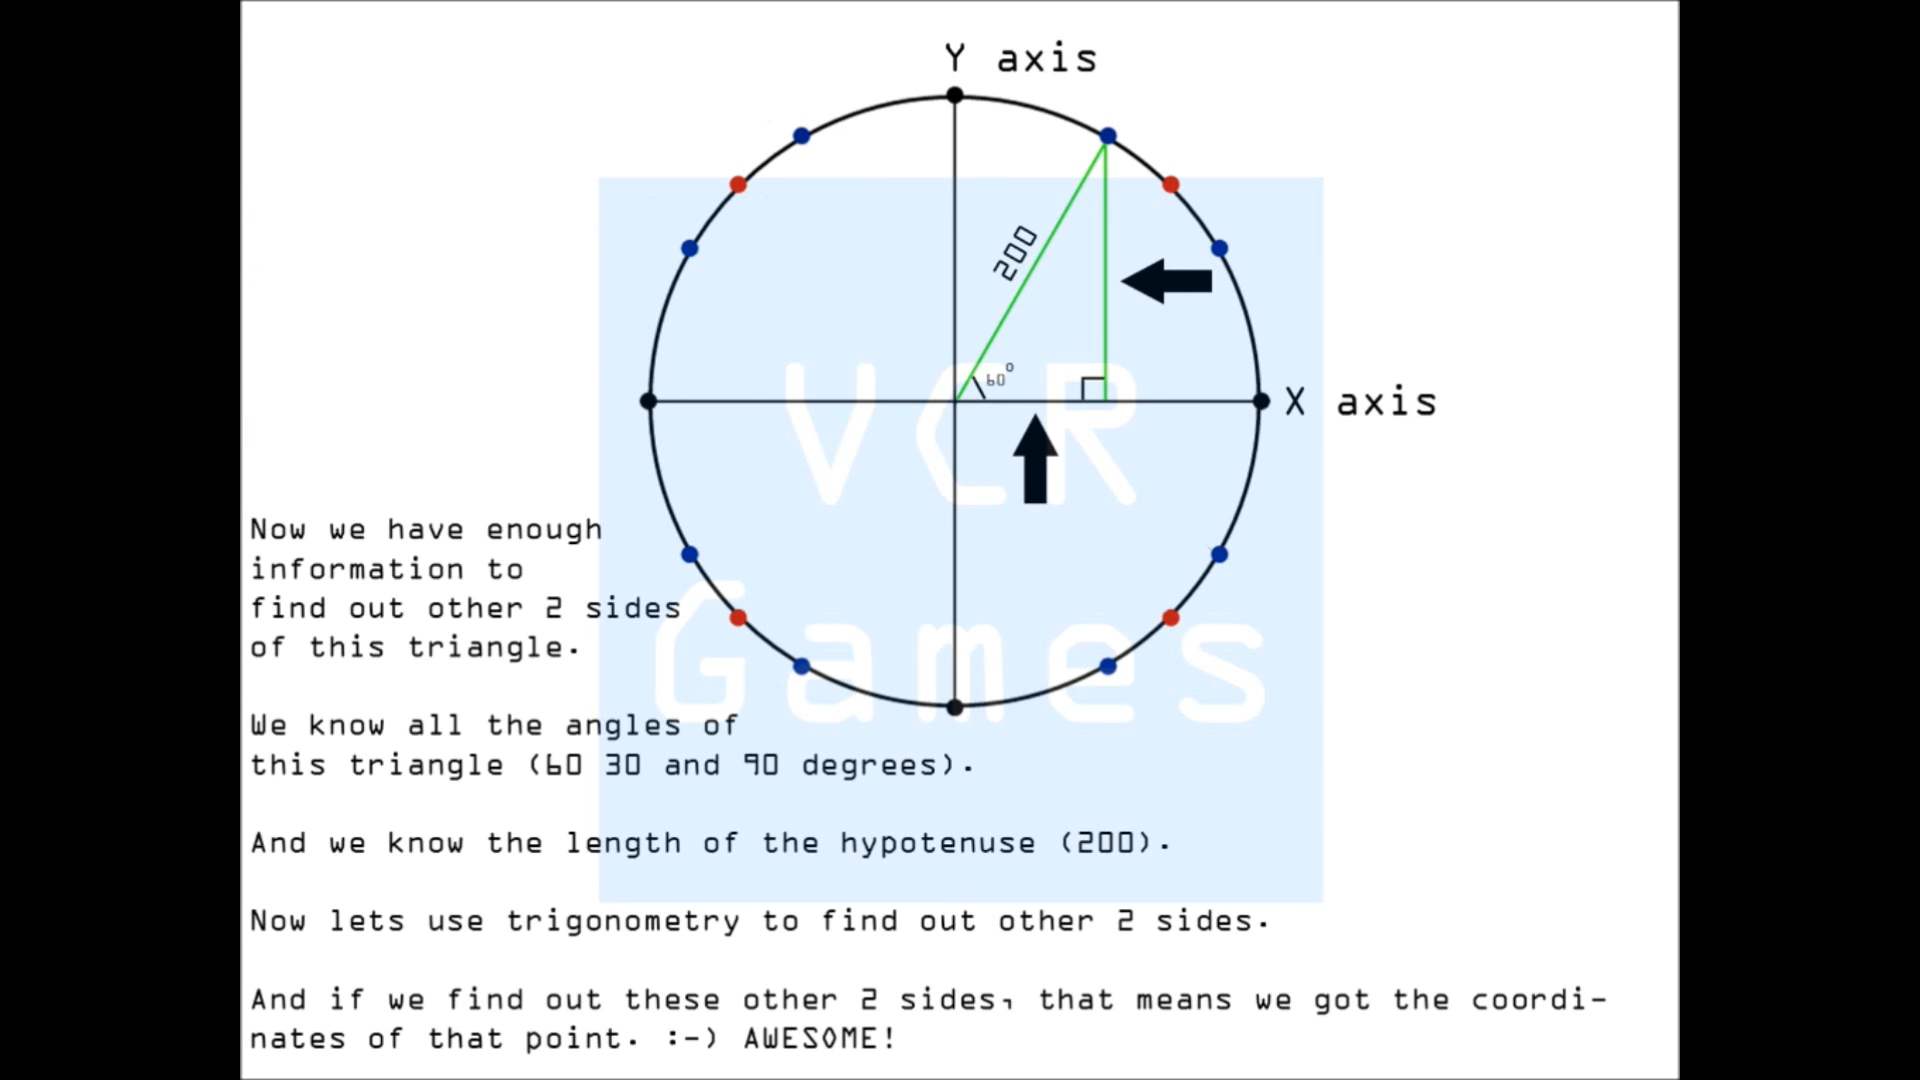 Y axis
200
60°
X axis
VCR
Games
Now we have enough
information to
find out other 2 sides
of this triangle.
We know all the angles of
this triangle (60 30 and 90 degrees).
And we know the length of the hypotenuse (200).
Now lets use trigonometry to find out other 2 sides.
And if we find out these other 2 sides, that means we got the coordi-
nates of that point. :-) AWESOME!